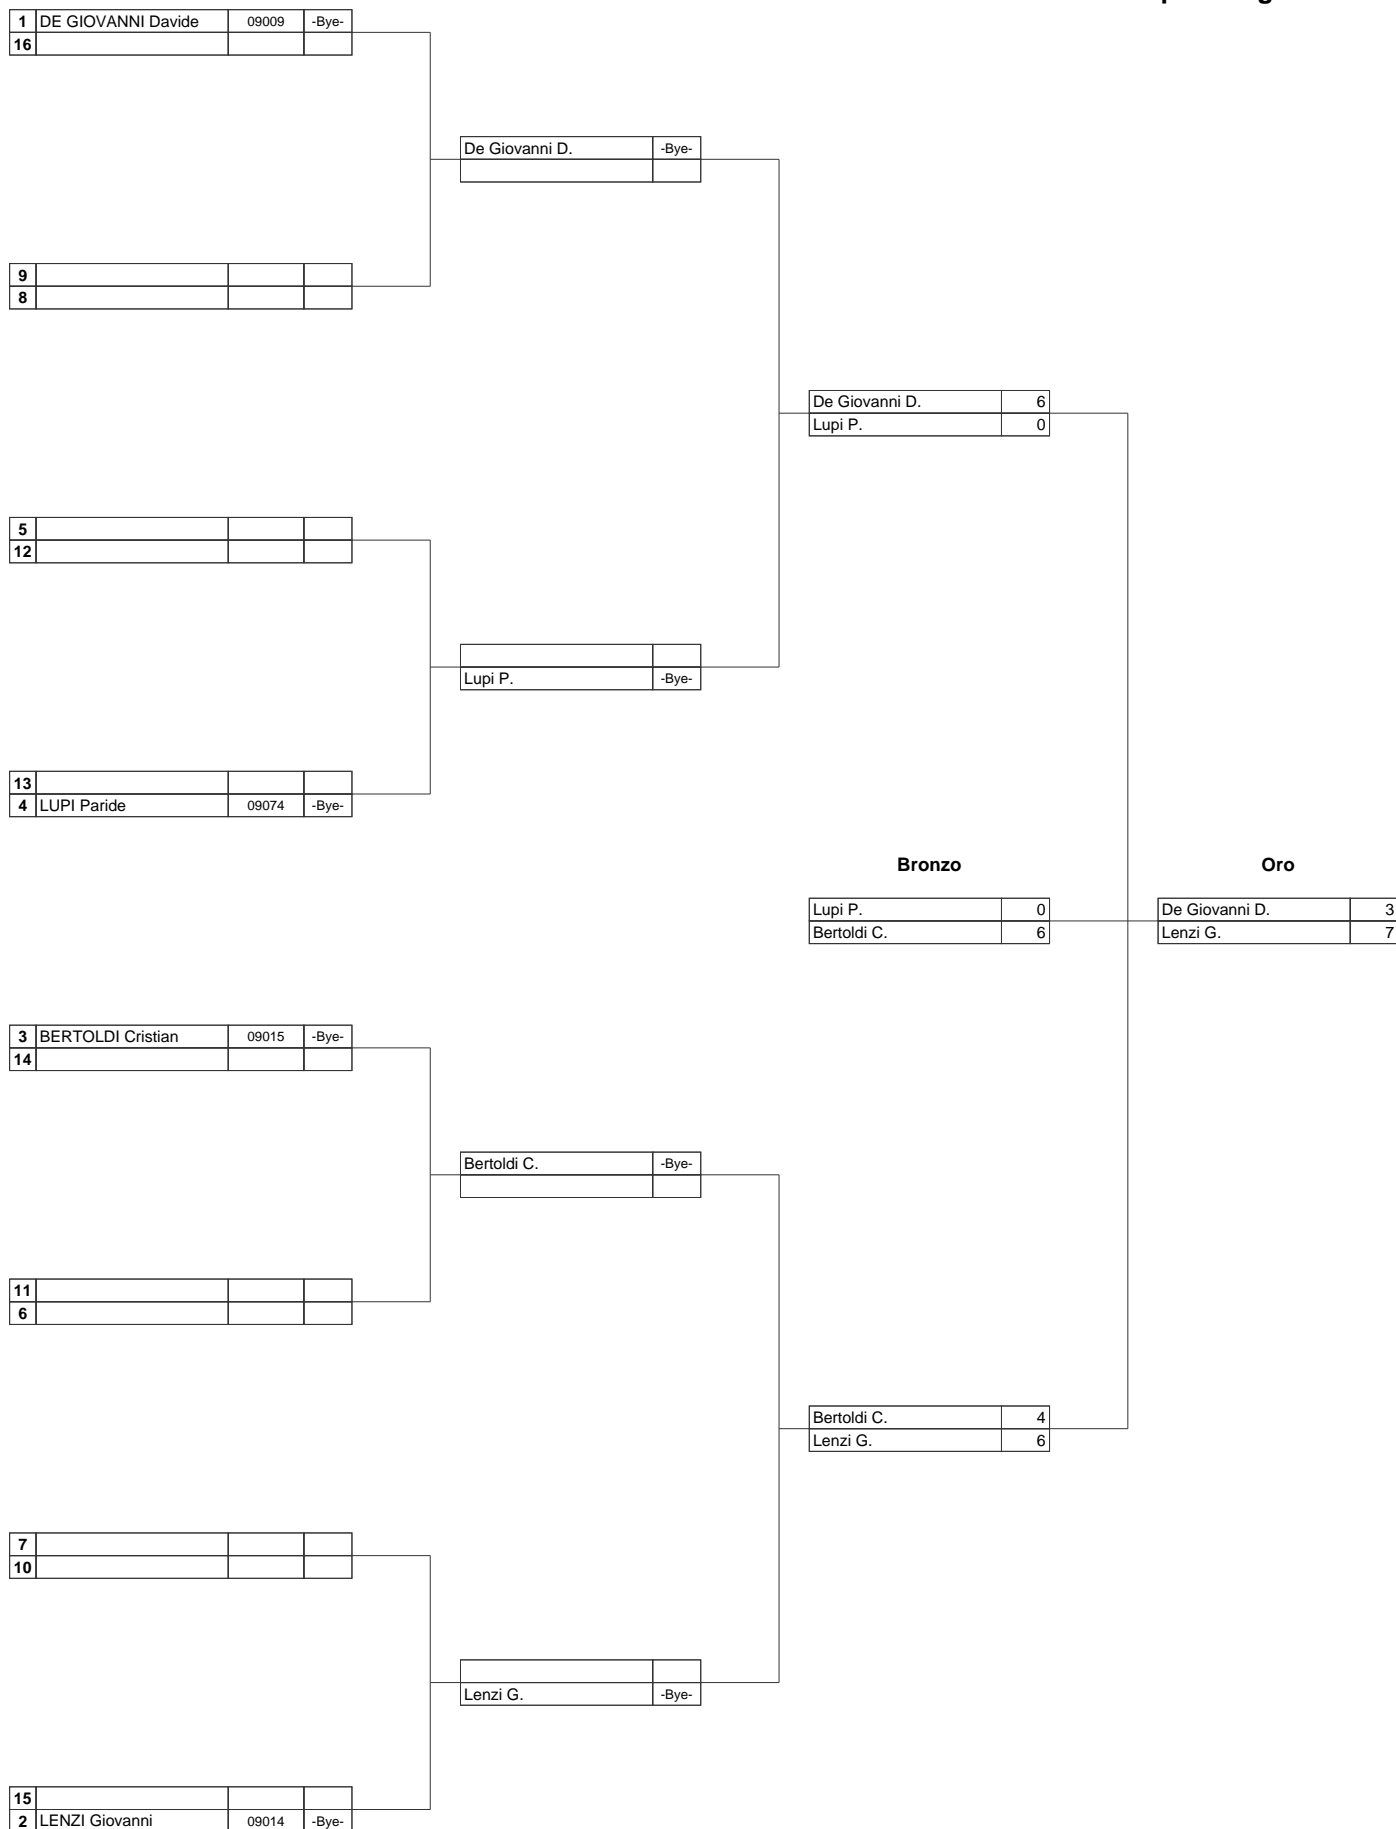 1 DE GIOVANNI Davide 09009 -Bye-
16
De Giovanni D. -Bye-
9
8
De Giovanni D. 6
Lupi P. 0
5
12
Lupi P. -Bye-
13
4 LUPI Paride 09074 -Bye-
Bronzo Oro
Lupi P. 0 De Giovanni D. 3
Bertoldi C. 6 Lenzi G. 7
3 BERTOLDI Cristian 09015 -Bye-
14
Bertoldi C. -Bye-
11
6
Bertoldi C. 4
Lenzi G. 6
7
10
Lenzi G. -Bye-
15
2 LENZI Giovanni 09014 -Bye-